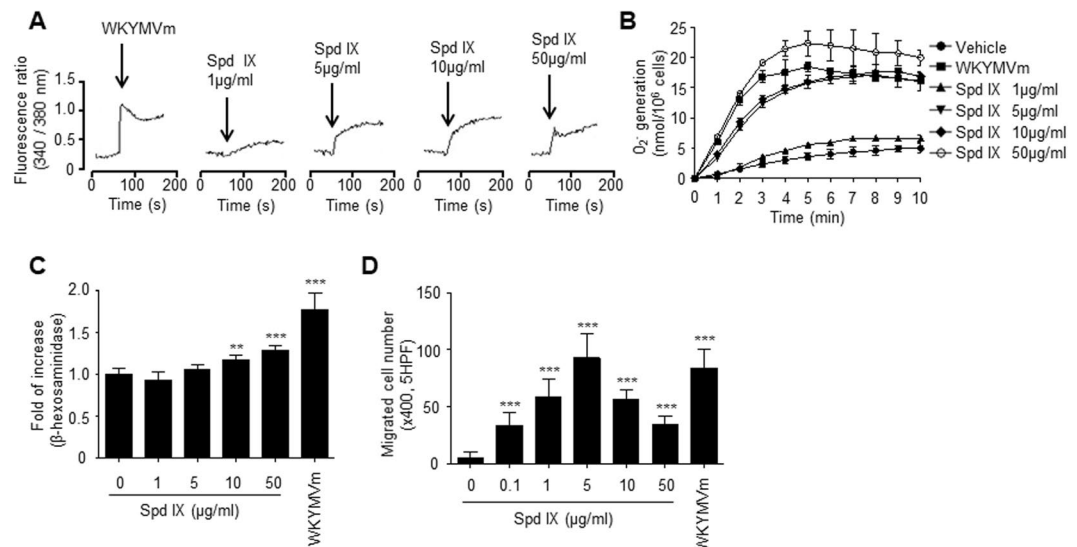 A
WKYMVm
Spd IX
1µg/ml
Spd IX
5µg/ml
Spd IX
10µg/ml
Spd IX
50µg/ml
Fluorescence ratio
(340 / 380 nm)
1.5
1.0
0.5
0
0 100 200
0 100 200
0 100 200
0 100 200
0 100 200
Time (s)
Time (s)
Time (s)
Time (s)
Time (s)
B
O₂⁻ generation
(nmol/10⁶ cells)
25
20
15
10
5
0
0 1 2 3 4 5 6 7 8 9 10
Time (min)
Vehicle
WKYMVm
Spd IX 1µg/ml
Spd IX 5µg/ml
Spd IX 10µg/ml
Spd IX 50µg/ml
C
Fold of increase
(β-hexosaminidase)
2.0
1.5
1.0
0.5
0.0
** *** ***
0 1 5 10 50
Spd IX (µg/ml)
WKYMVm
D
Migrated cell number
(x400, 5HPF)
150
100
50
0
*** *** *** *** *** ***
0 0.1 1 5 10 50
Spd IX (µg/ml)
WKYMVm